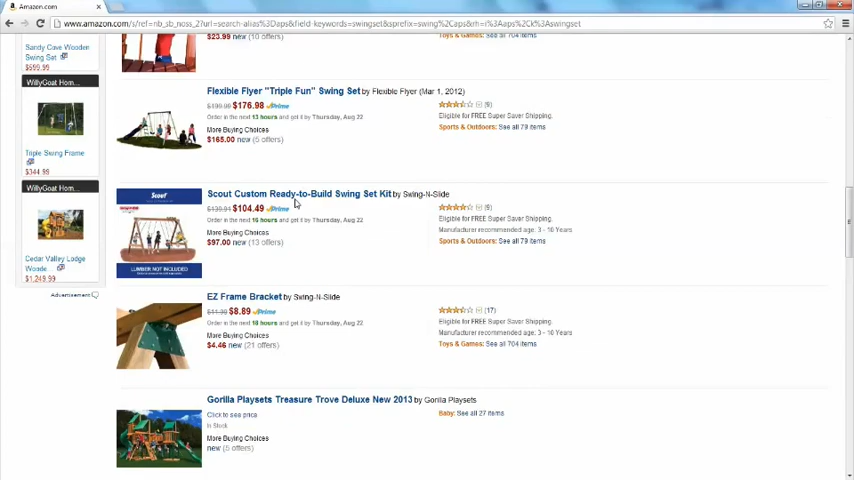 Amazon.com
www.amazon.com/s/ref=nb_sb_noss_2?url=search-alias%3Daps&field-keywords=swingset&sprefix=swing%2Caps&rh=i%3Aaps%2Ck%3Aswingset
Sandy Cove Wooden
Swing Set
$599.99
$23.99 new (10 offers)
Toys & Games: See all 704 items
WillyGoat Hom...
Triple Swing Frame
$344.99
WillyGoat Hom...
Cedar Valley Lodge
Woode
$1,249.99
Advertisement
Flexible Flyer "Triple Fun" Swing Set by Flexible Flyer (Mar 1, 2012)
$176.98 Prime
(9)
Order in the next 13 hours and get it by Thursday, Aug 22
Eligible for FREE Super Saver Shipping.
More Buying Choices
Sports & Outdoors: See all 79 items
$165.00 new (5 offers)
Scout
LUMBER NOT INCLUDED
Scout Custom Ready-to-Build Swing Set Kit by Swing-N-Slide
$104.49 Prime
Order in the next 16 hours and get it by Thursday, Aug 22
Eligible for FREE Super Saver Shipping.
More Buying Choices
Manufacturer recommended age: 3 - 10 Years
$97.00 new (13 offers)
Sports & Outdoors: See all 79 items
EZ Frame Bracket by Swing-N-Slide
$8.89 Prime
(17)
Order in the next 16 hours and get it by Thursday, Aug 22
Eligible for FREE Super Saver Shipping.
More Buying Choices
Manufacturer recommended age: 3 - 10 Years
$4.46 new (21 offers)
Toys & Games: See all 704 items
Gorilla Playsets Treasure Trove Deluxe New 2013 by Gorilla Playsets
Click to see price
Baby: See all 27 items
In Stock
More Buying Choices
new (5 offers)